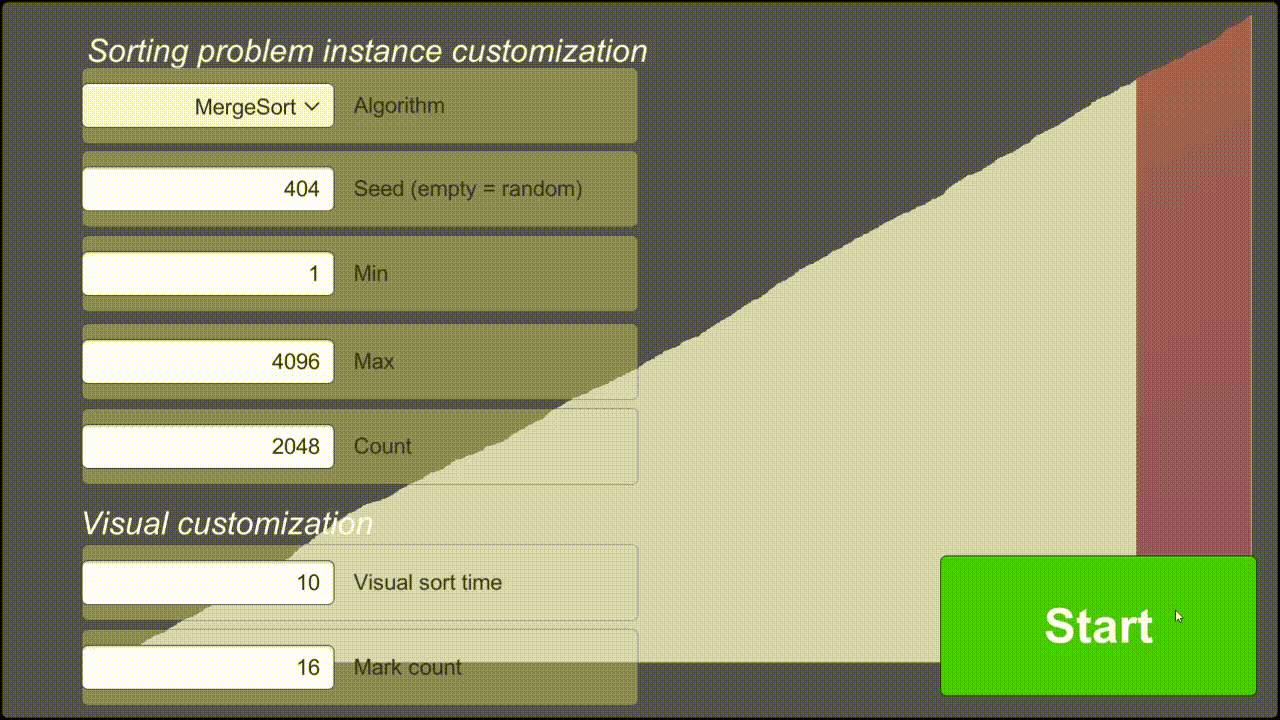 Sorting problem instance customization
MergeSort Algorithm
404 Seed (empty = random)
1 Min
4096 Max
2048 Count
Visual customization
10 Visual sort time
16 Mark count
Start